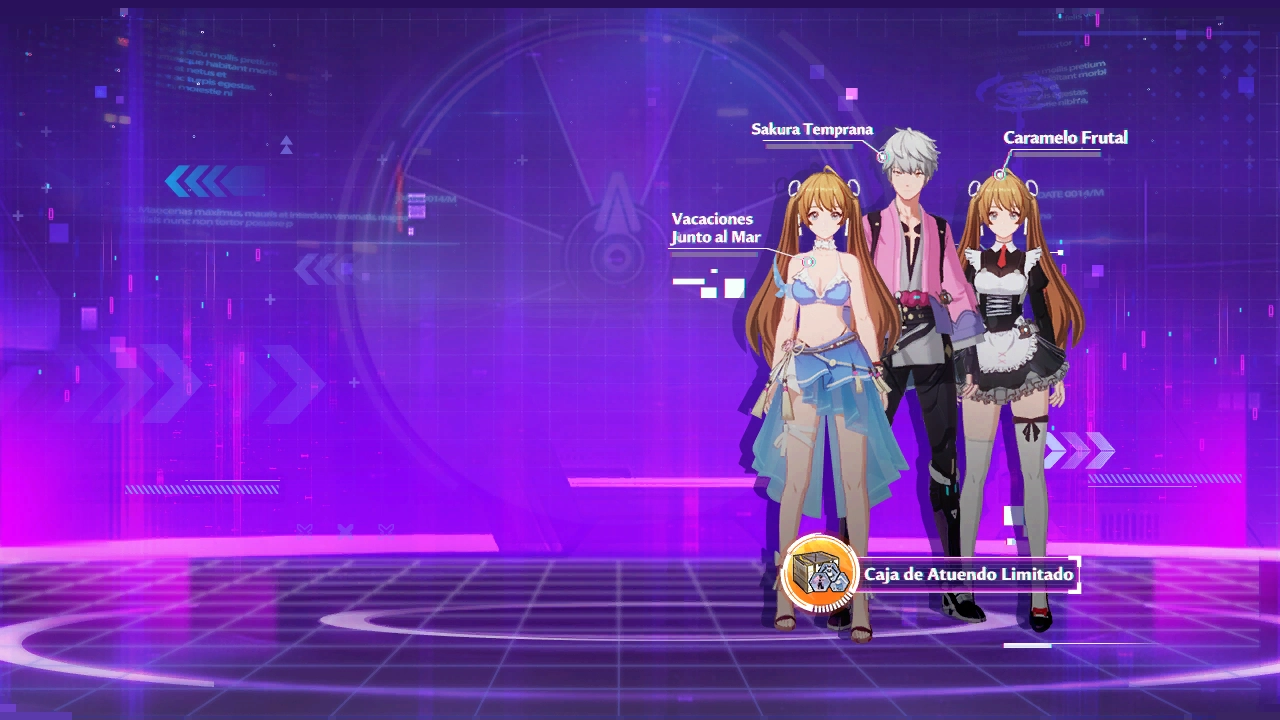 Sakura Temprana
Caramelo Frutal
Vacaciones
Junto al Mar
Caja de Atuendo Limitado